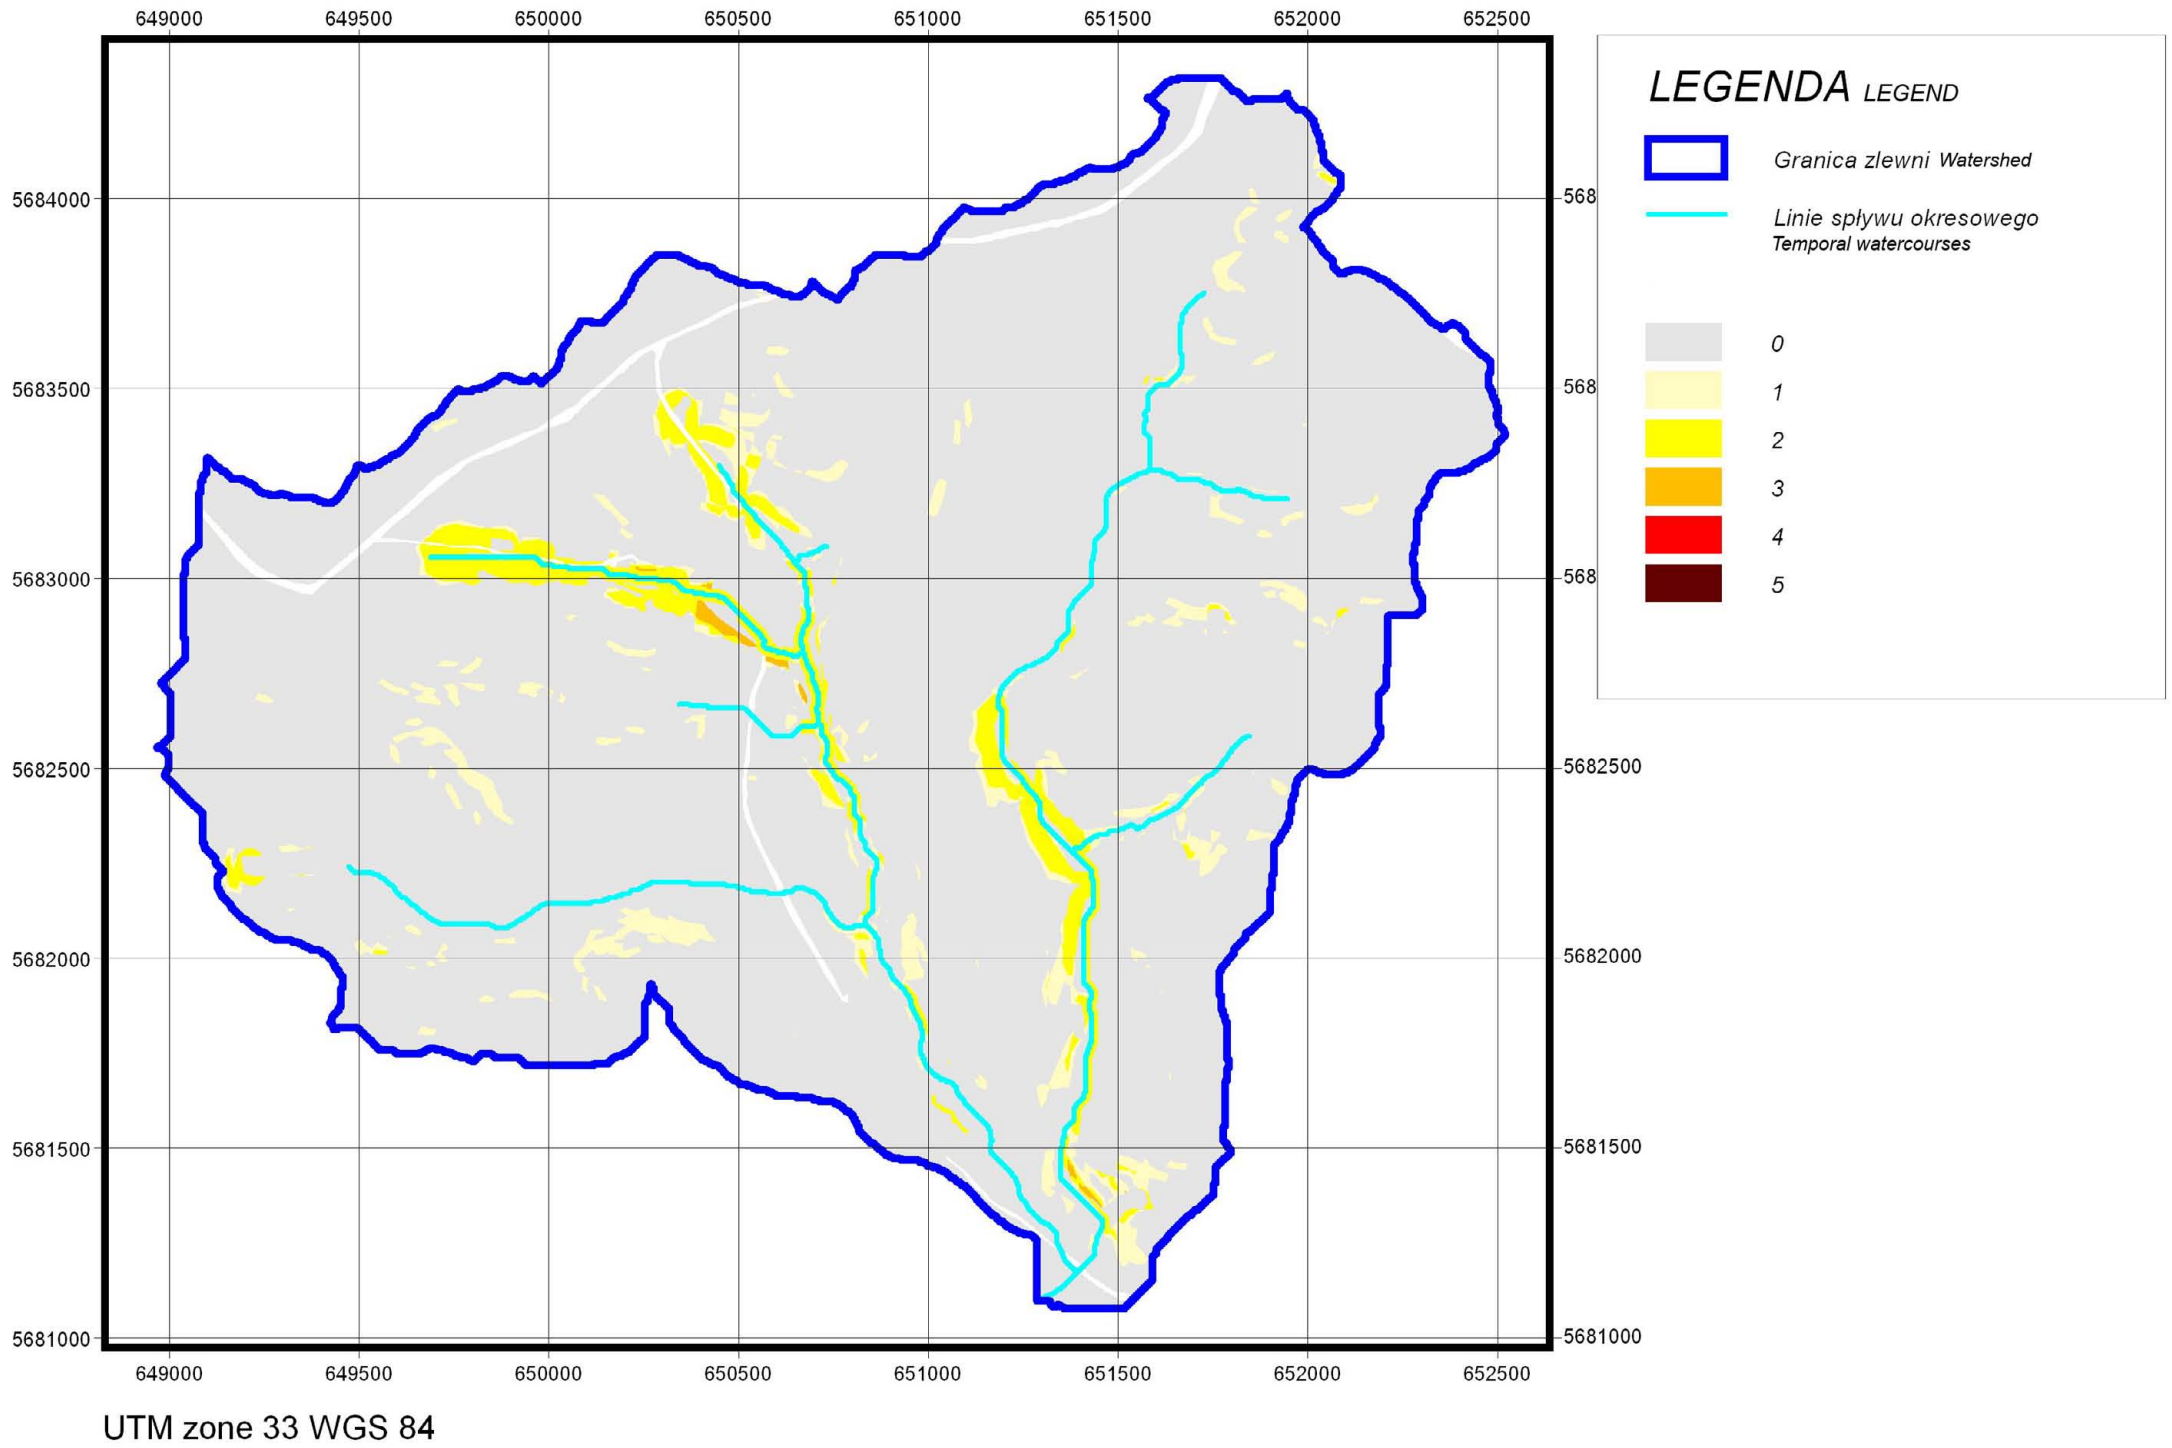 649000 649500 650000 650500 651000 651500 652000 652500
LEGENDA LEGEND
Granica zlewni Watershed
Linie spływu okresowego
Temporal watercourses
0
1
2
3
4
5
5684000 568
5683500 568
5683000 568
5682500 5682500
5682000 5682000
5681500 5681500
5681000 5681000
649000 649500 650000 650500 651000 651500 652000 652500
UTM zone 33 WGS 84